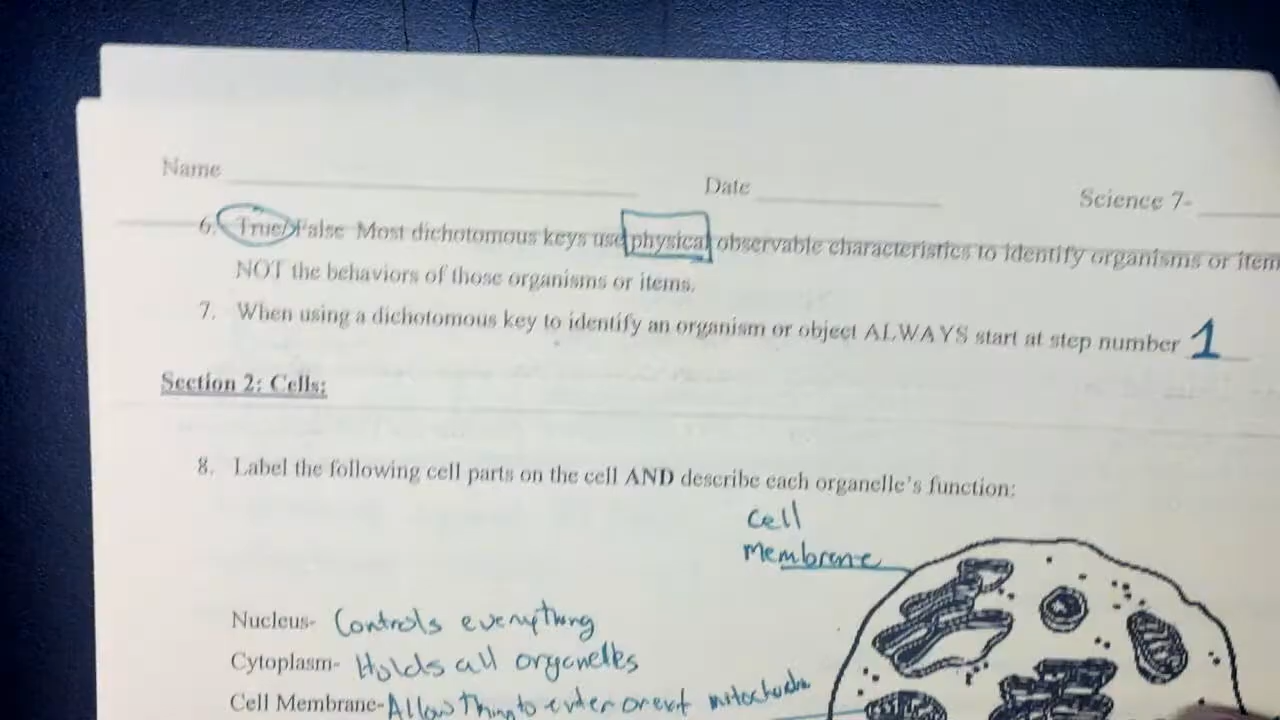 Name Date Science 7-
6. True/False Most dichotomous keys use physical observable characteristics to identify organisms or item
NOT the behaviors of those organisms or items.
7. When using a dichotomous key to identify an organism or object ALWAYS start at step number 1
Section 2: Cells:
8. Label the following cell parts on the cell AND describe each organelle's function:
Cell
membrane
Nucleus- Controls everything
Cytoplasm- Holds all organelles
Cell Membrane- Allow thing to enter or exit mitochondria